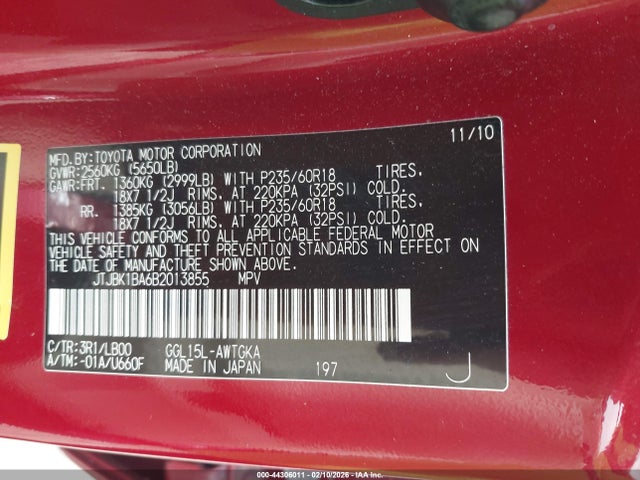 MFD.BY:TOYOTA MOTOR CORPORATION 11/10
GVWR:2560KG (5650LB)
GAWR:FRT. 1360KG (2999LB) WITH P235/60R18 TIRES,
18X7 1/2J RIMS, AT 220KPA (32PSI) COLD.
RR. 1385KG (3056LB) WITH P235/60R18 TIRES,
18X7 1/2J RIMS, AT 220KPA (32PSI) COLD.
THIS VEHICLE CONFORMS TO ALL APPLICABLE FEDERAL MOTOR
VEHICLE SAFETY AND THEFT PREVENTION STANDARDS IN EFFECT ON
THE DATE OF MANUFACTURE SHOWN ABOVE.
JTJBK1BA6B2013855 MPV
C/TR:3R1/LB00 GGL15L-AWTGKA
A/TM:-01A/U660F MADE IN JAPAN 197 J
000-44306011 - 02/10/2026 - IAAI.COM